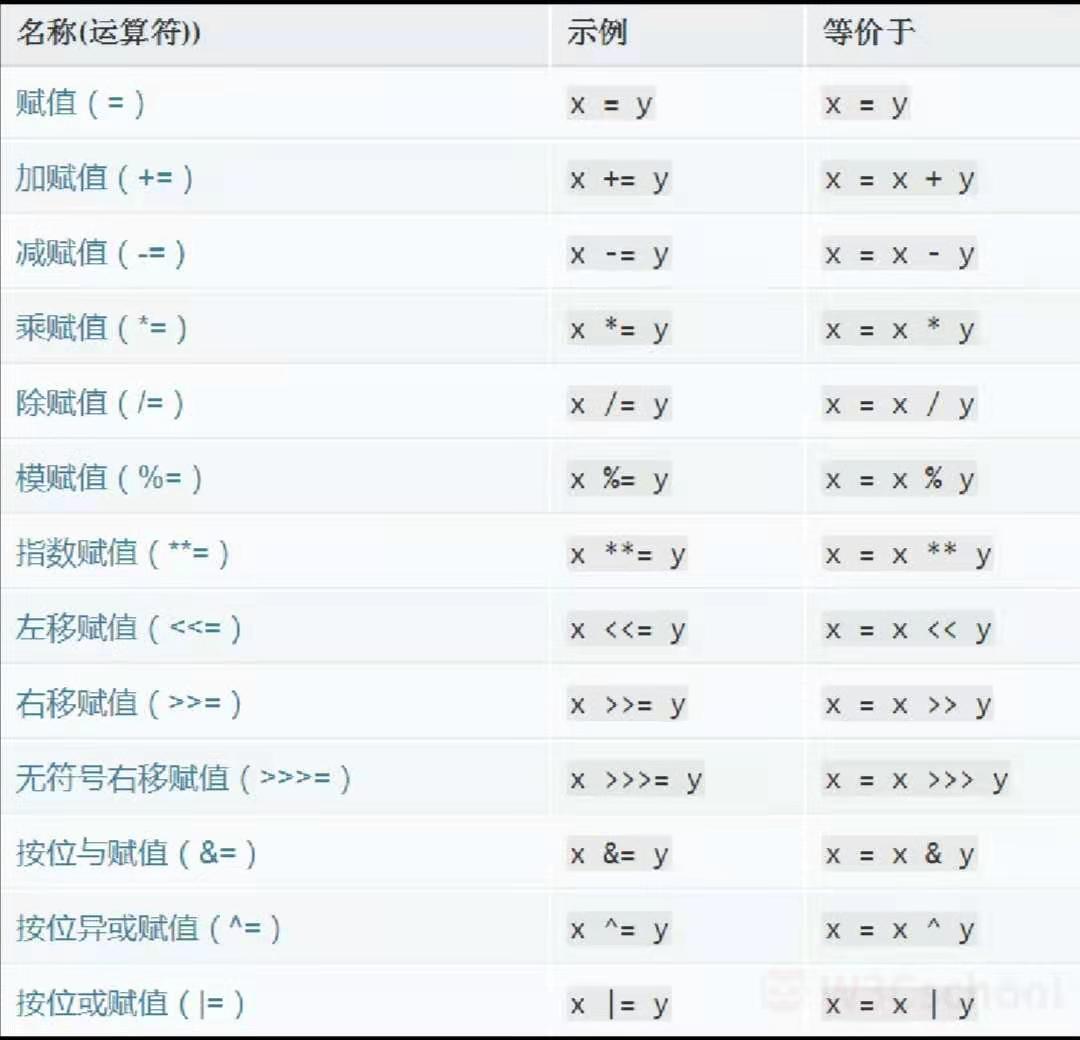 名称(运算符)) 示例 等价于
赋值 ( = ) x = y x = y
加赋值 ( += ) x += y x = x + y
减赋值 ( -= ) x -= y x = x - y
乘赋值 ( *= ) x *= y x = x * y
除赋值 ( /= ) x /= y x = x / y
模赋值 ( %= ) x %= y x = x % y
指数赋值 ( **= ) x **= y x = x ** y
左移赋值 ( <<= ) x <<= y x = x << y
右移赋值 ( >>= ) x >>= y x = x >> y
无符号右移赋值 ( >>>= ) x >>>= y x = x >>> y
按位与赋值 ( &= ) x &= y x = x & y
按位异或赋值 ( ^= ) x ^= y x = x ^ y
按位或赋值 ( |= ) x |= y x = x | y
W3Cschool